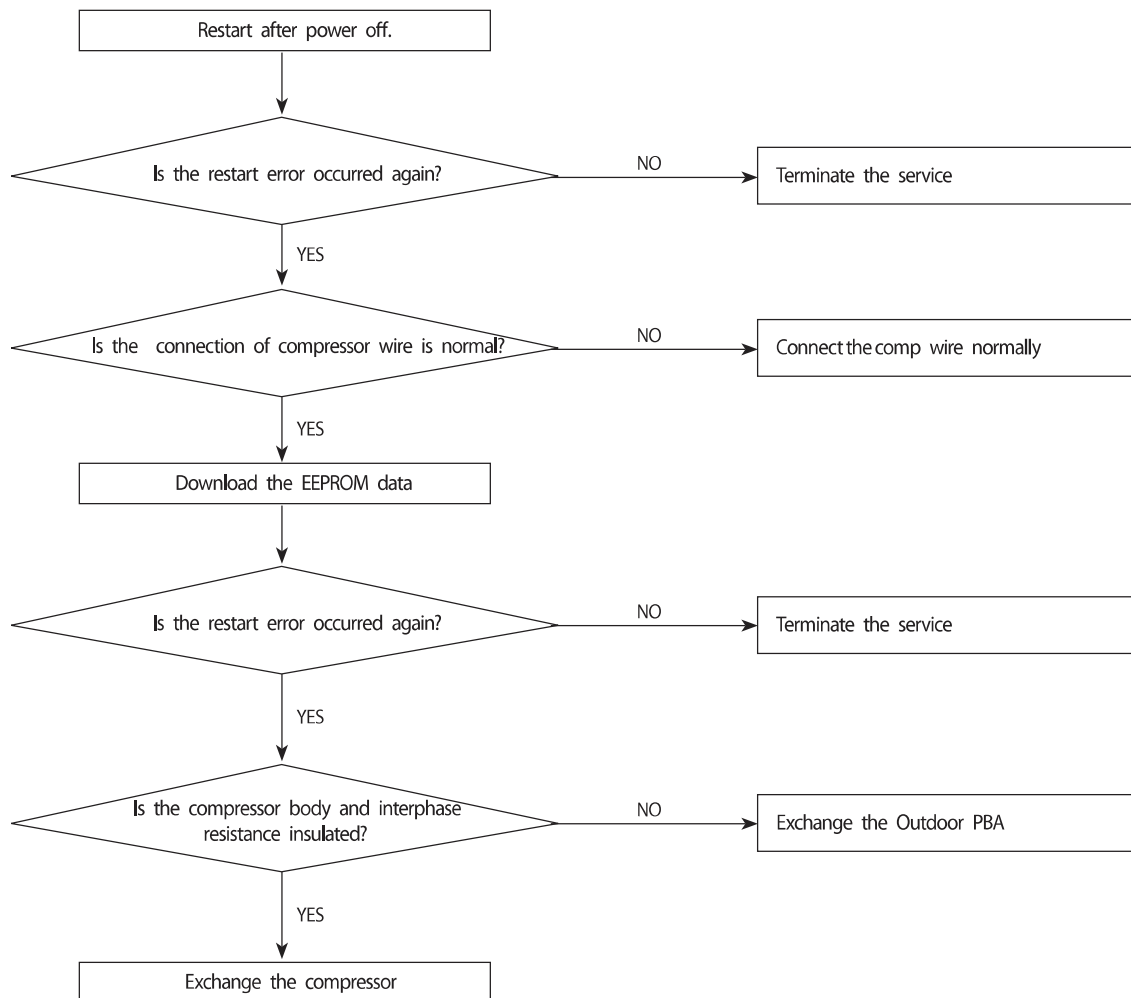 Restart after power off.
Is the restart error occurred again?
NO
Terminate the service
YES
Is the connection of compressor wire is normal?
NO
Connect the comp wire normally
YES
Download the EEPROM data
Is the restart error occurred again?
NO
Terminate the service
YES
Is the compressor body and interphase
resistance insulated?
NO
Exchange the Outdoor PBA
YES
Exchange the compressor